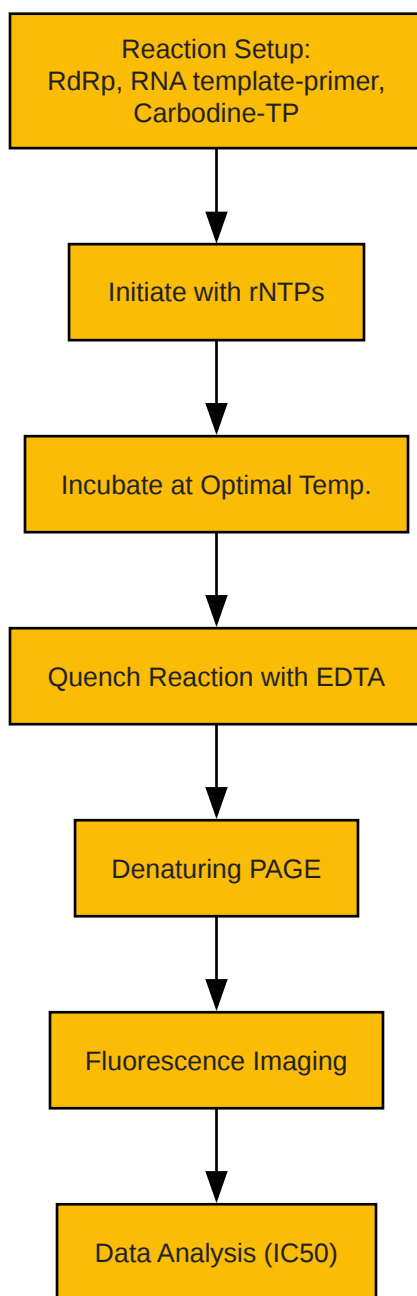 Reaction Setup:
RdRp, RNA template-primer,
Carbodine-TP
Initiate with rNTPs
Incubate at Optimal Temp.
Quench Reaction with EDTA
Denaturing PAGE
Fluorescence Imaging
Data Analysis (IC50)